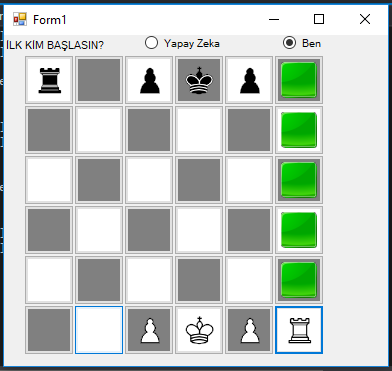 Form1
İLK KİM BAŞLASIN?
Yapay Zeka
Ben